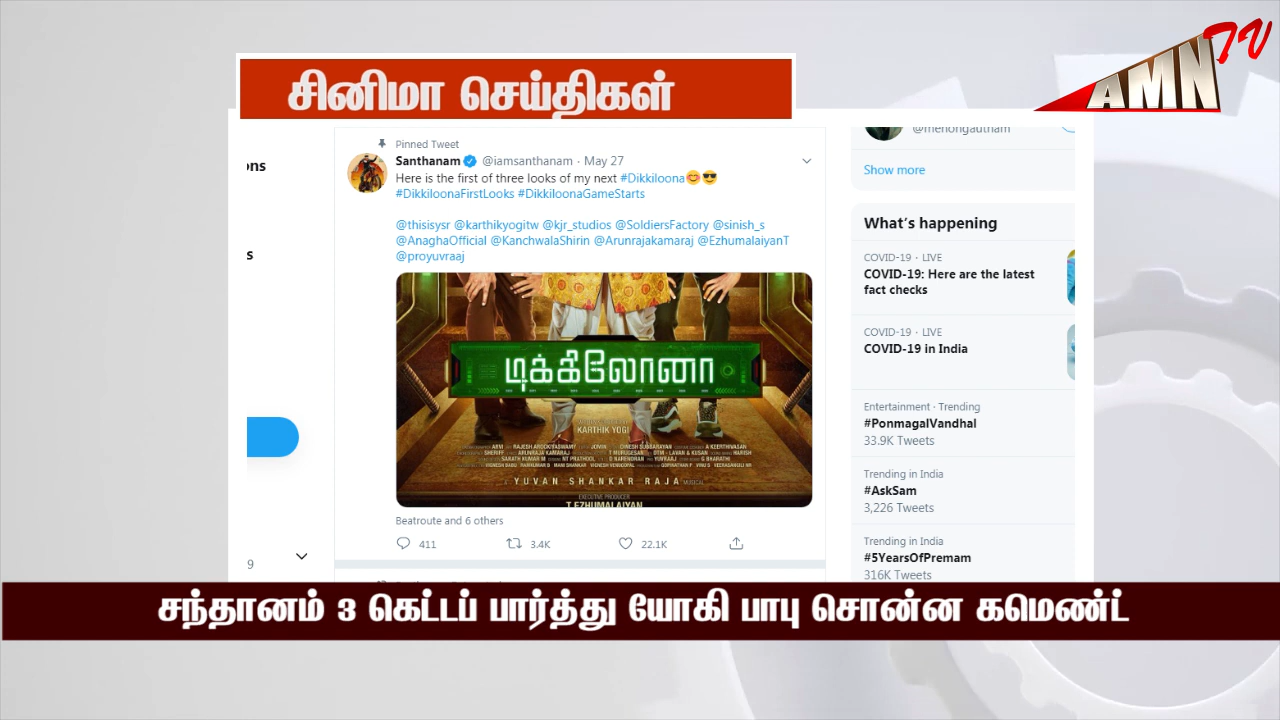 AMN TV
சினிமா செய்திகள்
ons
s
9
Pinned Tweet
Santhanam @iamsanthanam · May 27
Here is the first of three looks of my next #Dikkiloona😊😎
#DikkiloonaFirstLooks #DikkiloonaGameStarts
@thisisysr @karthikyogitw @kjr_studios @SoldiersFactory @sinish_s
@AnaghaOfficial @KanchwalaShirin @Arunrajakamaraj @EzhumalaiyanT
@proyuvraaj
டிக்கிலோனா
KARTHIK YOGI
A YUVAN SHANKAR RAJA MUSICAL
EXECUTIVE PRODUCER
T.EZHUMALAIYAN
Beatroute and 6 others
411 3.4K 22.1K
@menongautham
Show more
What's happening
COVID-19 · LIVE
COVID-19: Here are the latest
fact checks
COVID-19 · LIVE
COVID-19 in India
Entertainment · Trending
#PonmagalVandhal
33.9K Tweets
Trending in India
#AskSam
3,226 Tweets
Trending in India
#5YearsOfPremam
316K Tweets
சந்தானம் 3 கெட்டப் பார்த்து யோகி பாபு சொன்ன கமெண்ட்